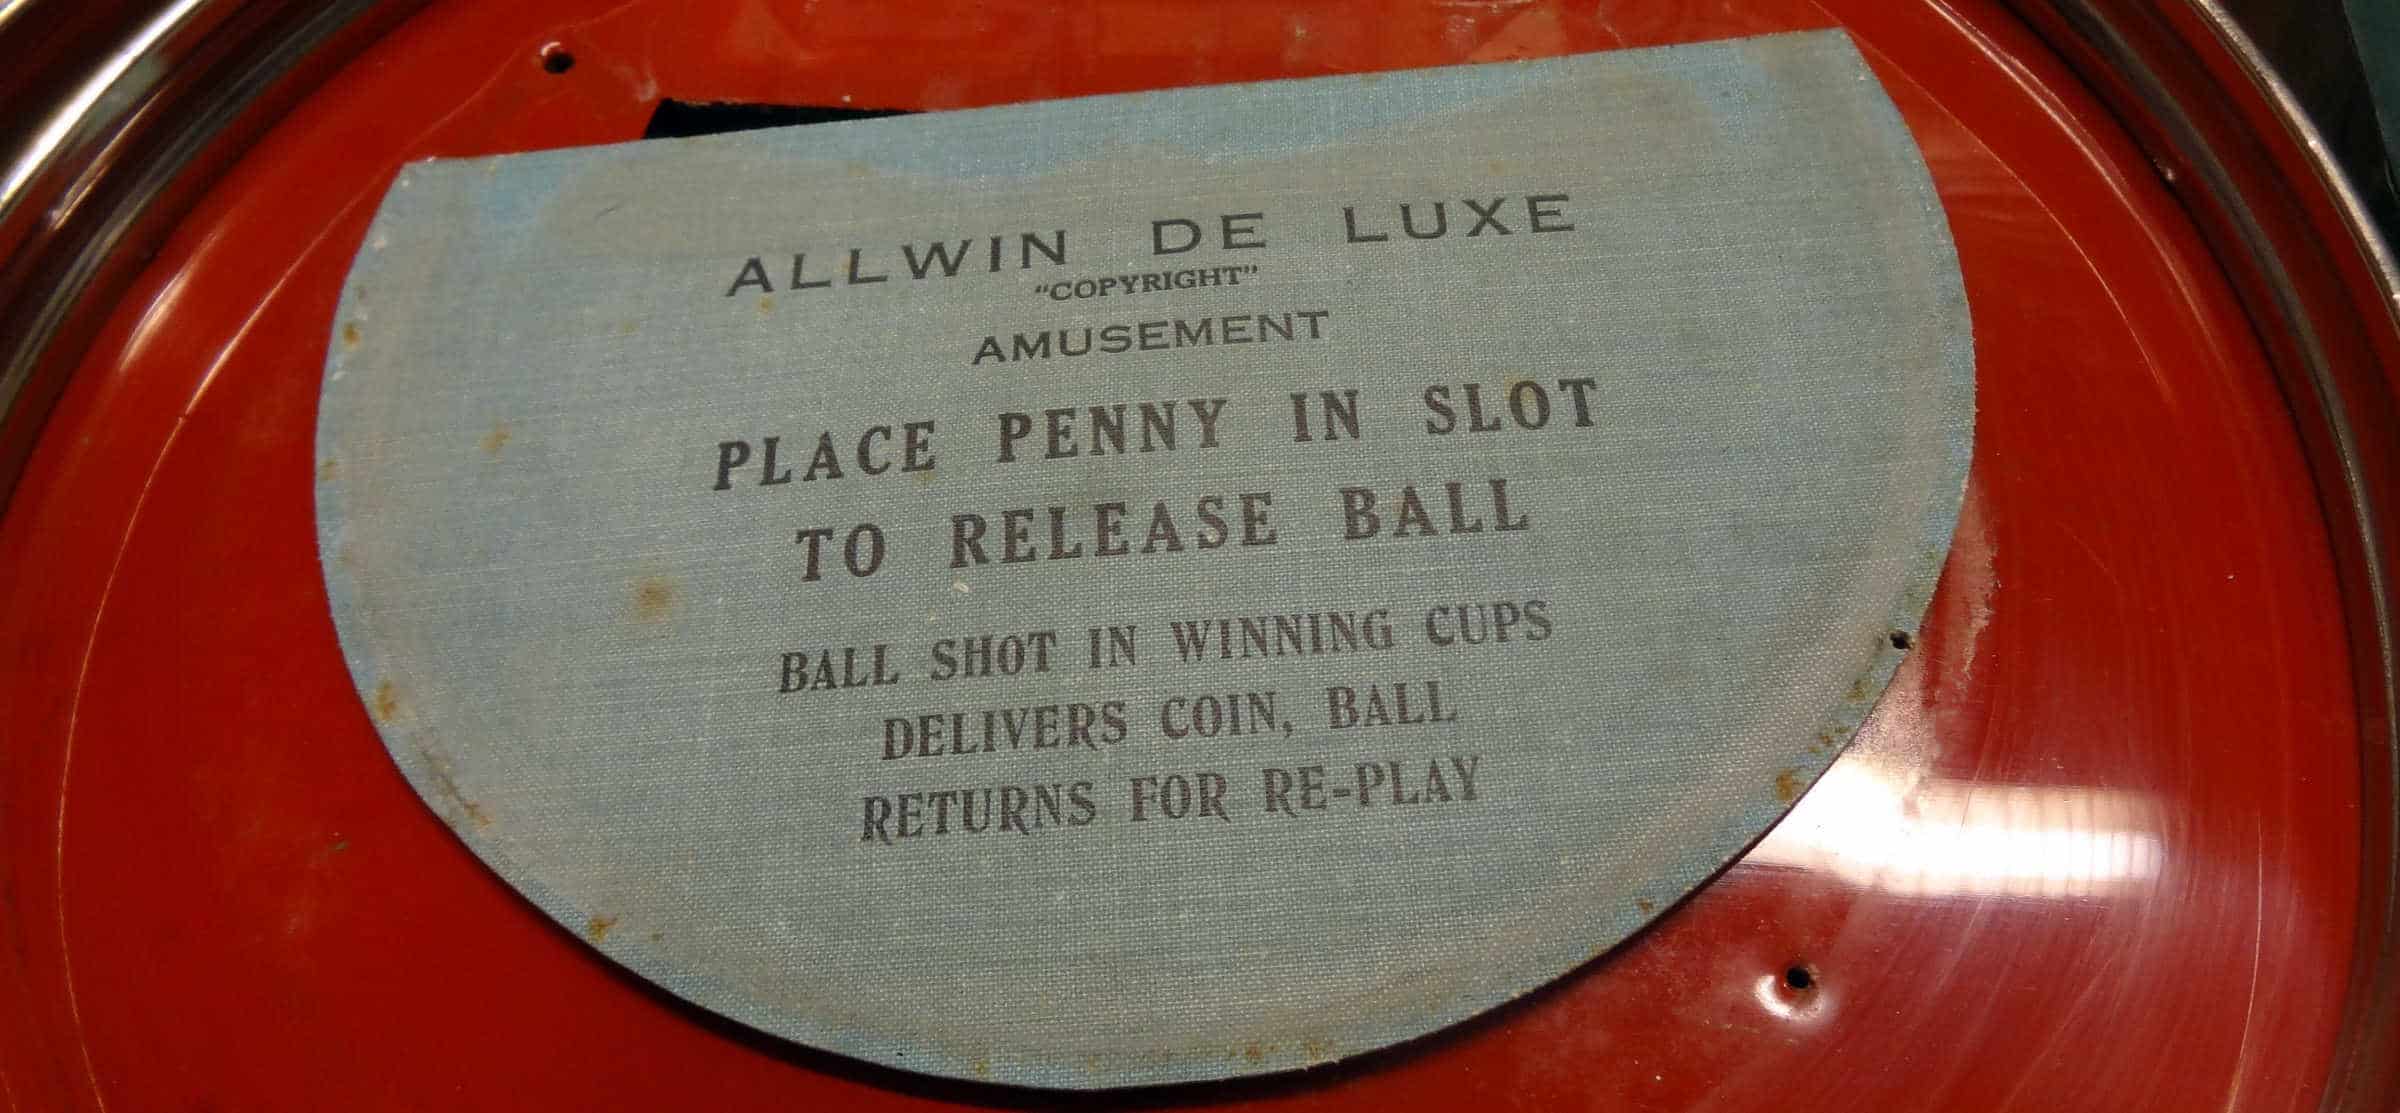 ALLWIN DE LUXE
"COPYRIGHT"
AMUSEMENT
PLACE PENNY IN SLOT
TO RELEASE BALL
BALL SHOT IN WINNING CUPS
DELIVERS COIN, BALL
RETURNS FOR RE-PLAY